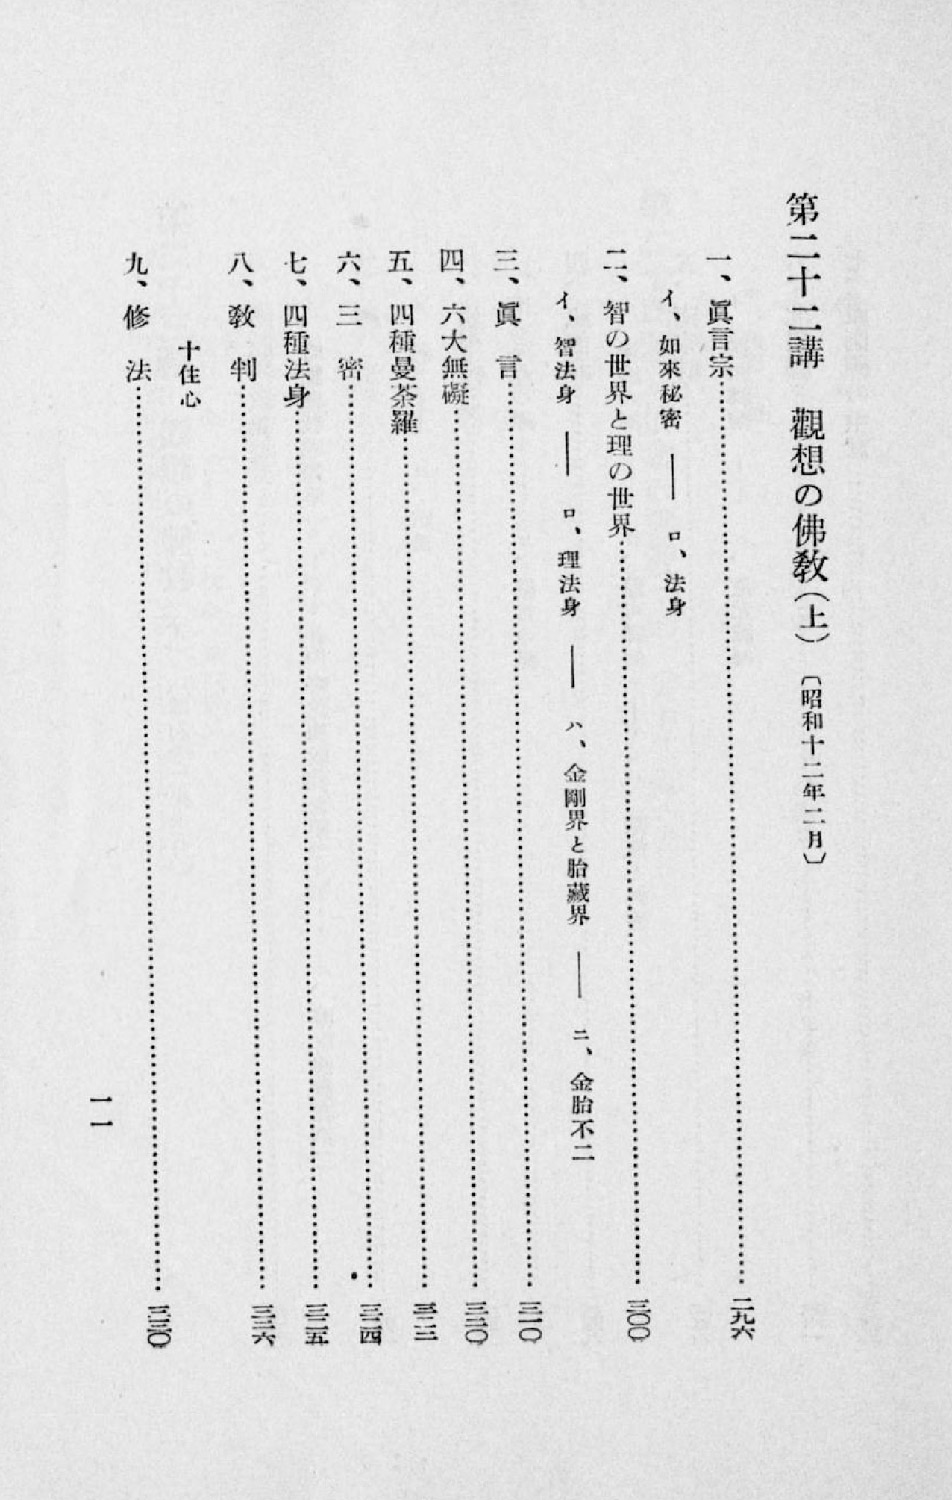 第二十二講　觀想の佛教(上)〔昭和十二年二月〕
一、眞言宗……二九六
イ、如來秘密 ― ロ、法身
二、智の世界と理の世界……三〇〇
イ、智法身 ― ロ、理法身 ― ハ、金剛界と胎藏界 ― ニ、金胎不二
三、眞　言……三一〇
四、六大無礙……三二〇
五、四種曼荼羅……三二二
六、三　密……三二四
七、四種法身……三二五
八、教　判……三二六
十住心
九、修　法……三三〇
一一